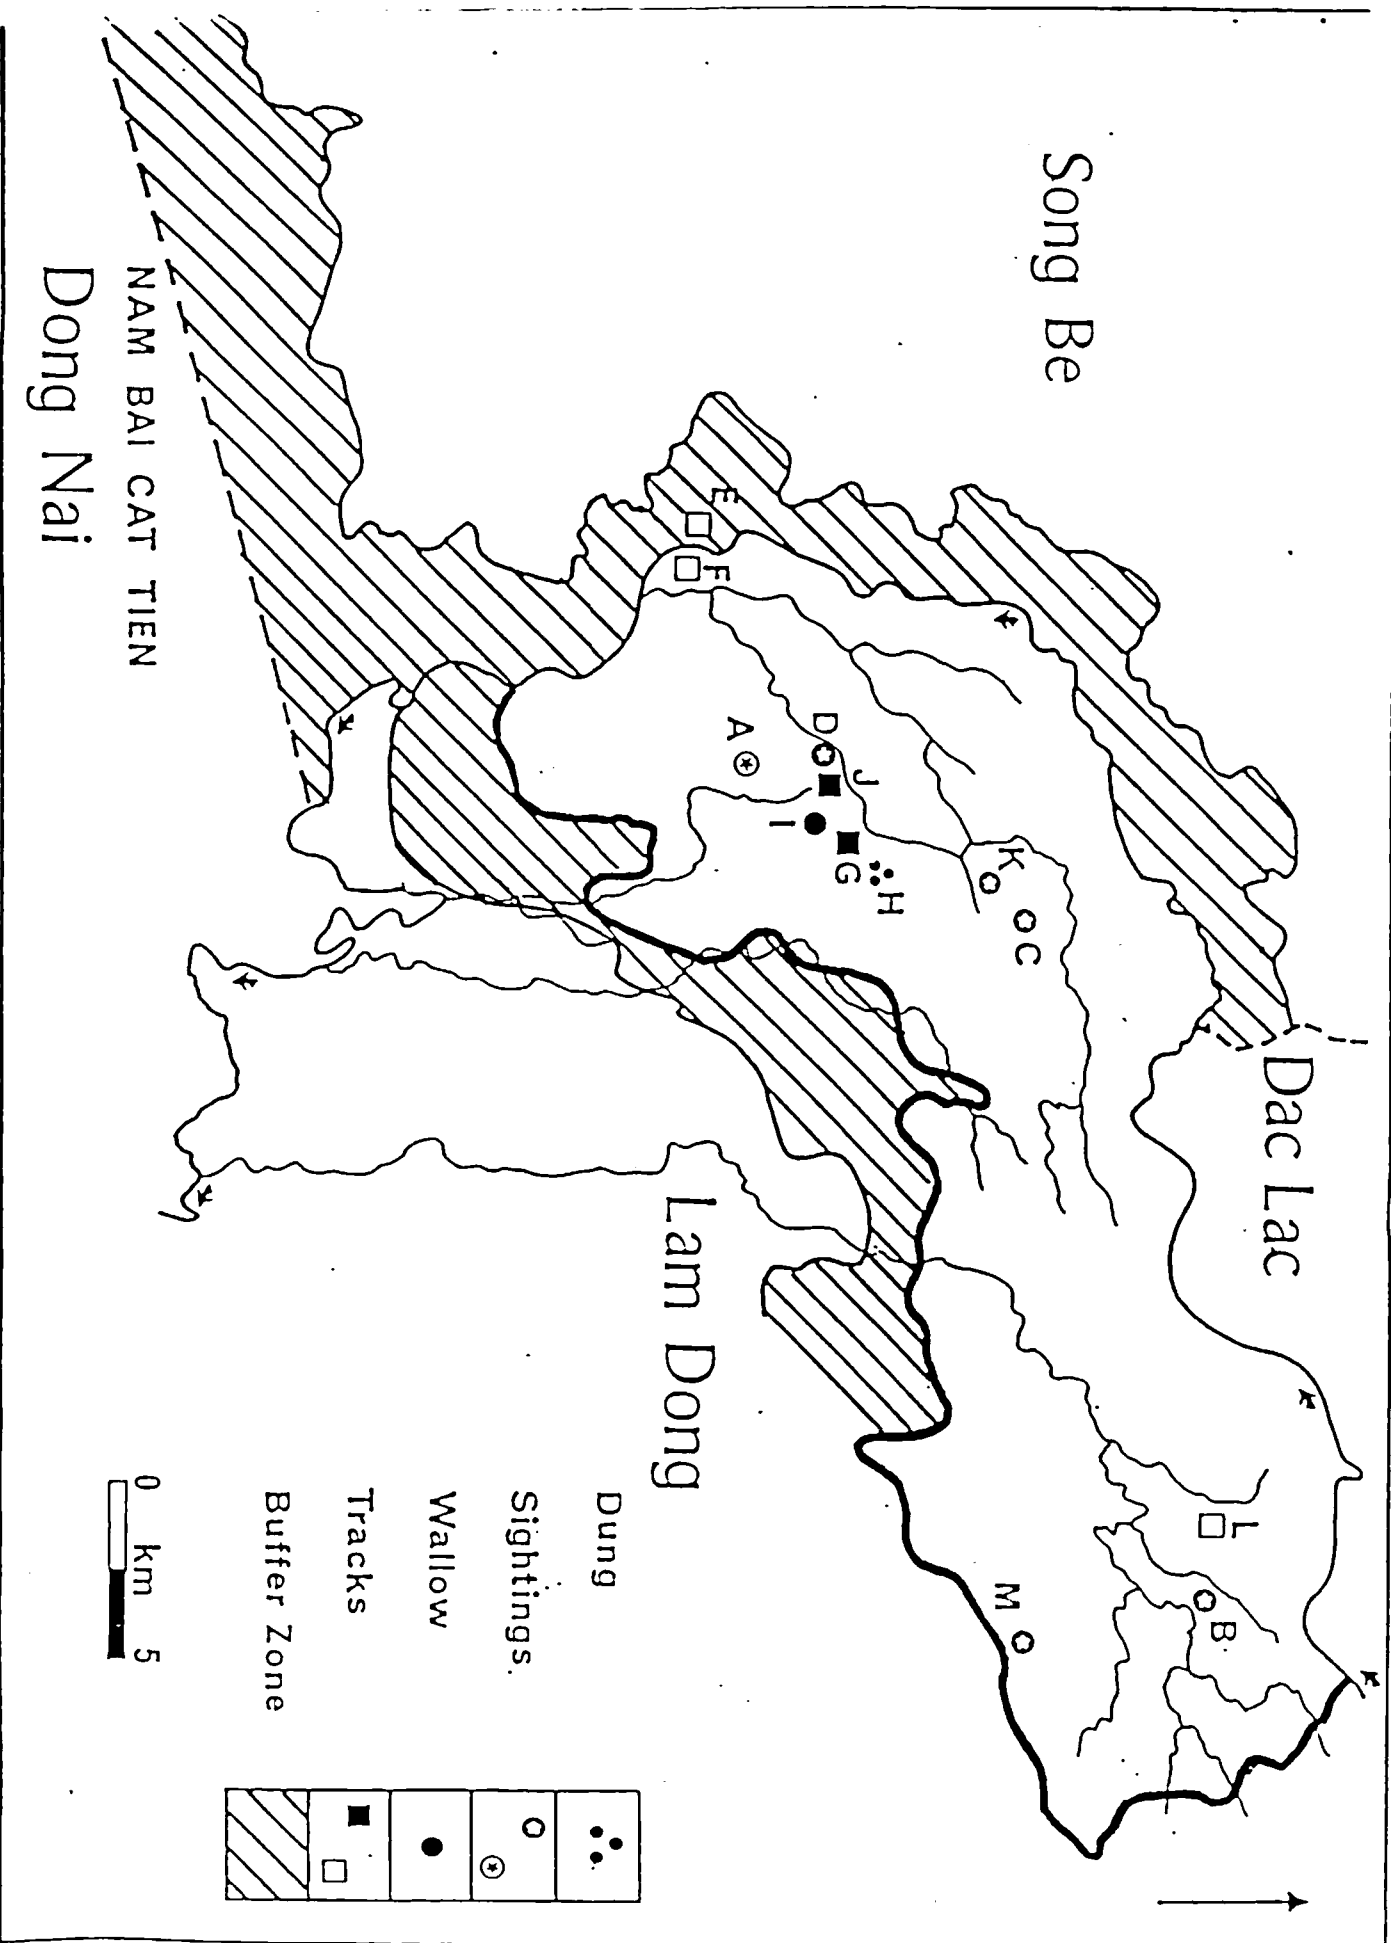 Song Be
Dac Lac
E
F
D
A
J
I
G
H
K
C
L
B
M
Lam Dong
NAM BAI CAT TIEN
Dong Nai
Dung
Sightings
Wallow
Tracks
Buffer Zone
0 km 5